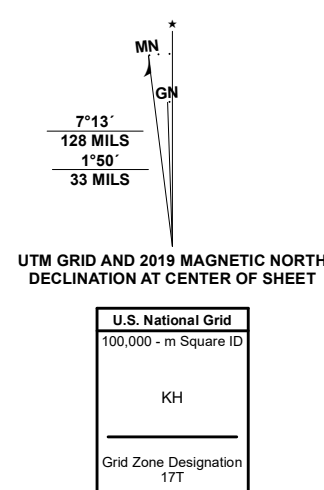 MN
GN
7°13´
128 MILS
1°50´
33 MILS
UTM GRID AND 2019 MAGNETIC NORTH
DECLINATION AT CENTER OF SHEET
U.S. National Grid
100,000 - m Square ID
KH
Grid Zone Designation
17T